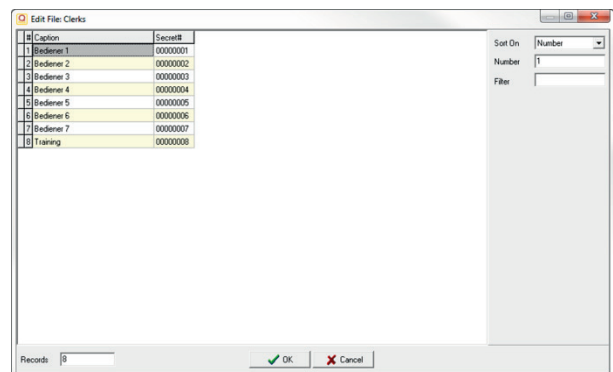 Edit File: Clerks
# Caption Secret#
1 Bediener 1 00000001
2 Bediener 2 00000002
3 Bediener 3 00000003
4 Bediener 4 00000004
5 Bediener 5 00000005
6 Bediener 6 00000006
7 Bediener 7 00000007
8 Training 00000008
Sort On Number
Number 1
Filter
Records 8
OK Cancel